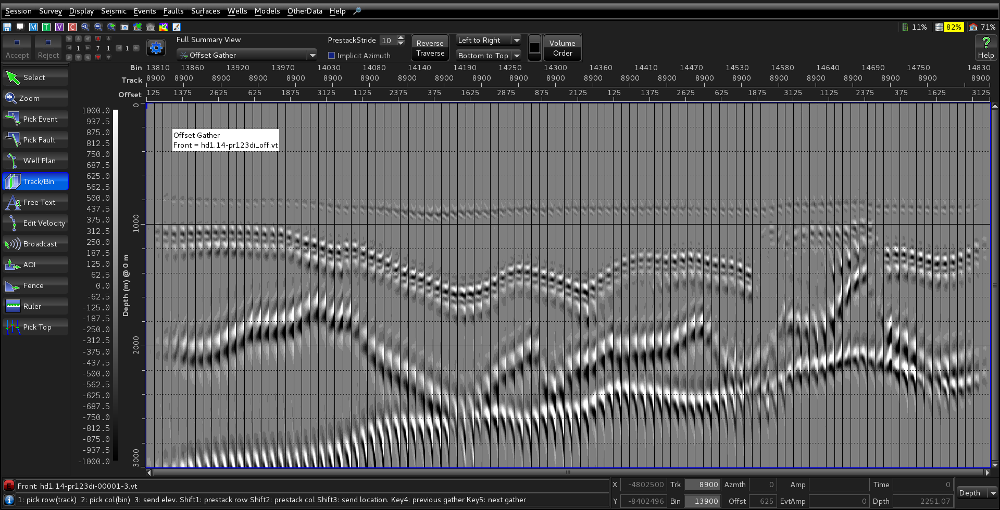 Session Survey Display Seismic Events Faults Surfaces Wells Models OtherData Help
M T V C 11% 82% 71%
Accept Reject 1 7 1 1
Full Summary View
Offset Gather
PrestackStride 10
Implicit Azimuth
Reverse Traverse
Left to Right
Bottom to Top
Volume Order
Help
Bin 13810 13860 13920 13970 14030 14080 14140 14190 14250 14300 14360 14410 14470 14530 14580 14640 14690 14750 14830
Track 8900 8900 8900 8900 8900 8900 8900 8900 8900 8900 8900 8900 8900 8900 8900 8900 8900 8900 8900 8900 8900 8900 8900
Offset 125 1375 2625 625 1875 3125 1125 2375 375 1625 2875 875 2125 125 1375 2625 625 1875 3125 1125 2375 375 1625 3125
Select
Zoom
Pick Event
Pick Fault
Well Plan
Track/Bin
Free Text
Edit Velocity
Broadcast
AOI
Fence
Ruler
Pick Top
1000.0
937.5
875.0
812.5
750.0
687.5
625.0
562.5
500.0
437.5
375.0
312.5
250.0
187.5
125.0
62.5
0.0
-62.5
-125.0
-187.5
-250.0
-312.5
-375.0
-437.5
-500.0
-562.5
-625.0
-687.5
-750.0
-812.5
-875.0
-937.5
-1000.0
Depth (m) @ 0 m
0
1000
2000
3000
Offset Gather
Front = hd1.14-pr123di_off.vt
E Front: hd1.14-pr123di-00001-3.vt
1: pick row(track) 2: pick col(bin) 3: send elev. Shift1: prestack row Shift2: prestack col Shift3: send location. Key4: previous gather Key5: next gather
X -4802500 Trk 8900 Azmth 0 Amp Time 0
Y -8402496 Bin 13900 Offst 625 EvtAmp 0 Dpth 2251.07
Depth